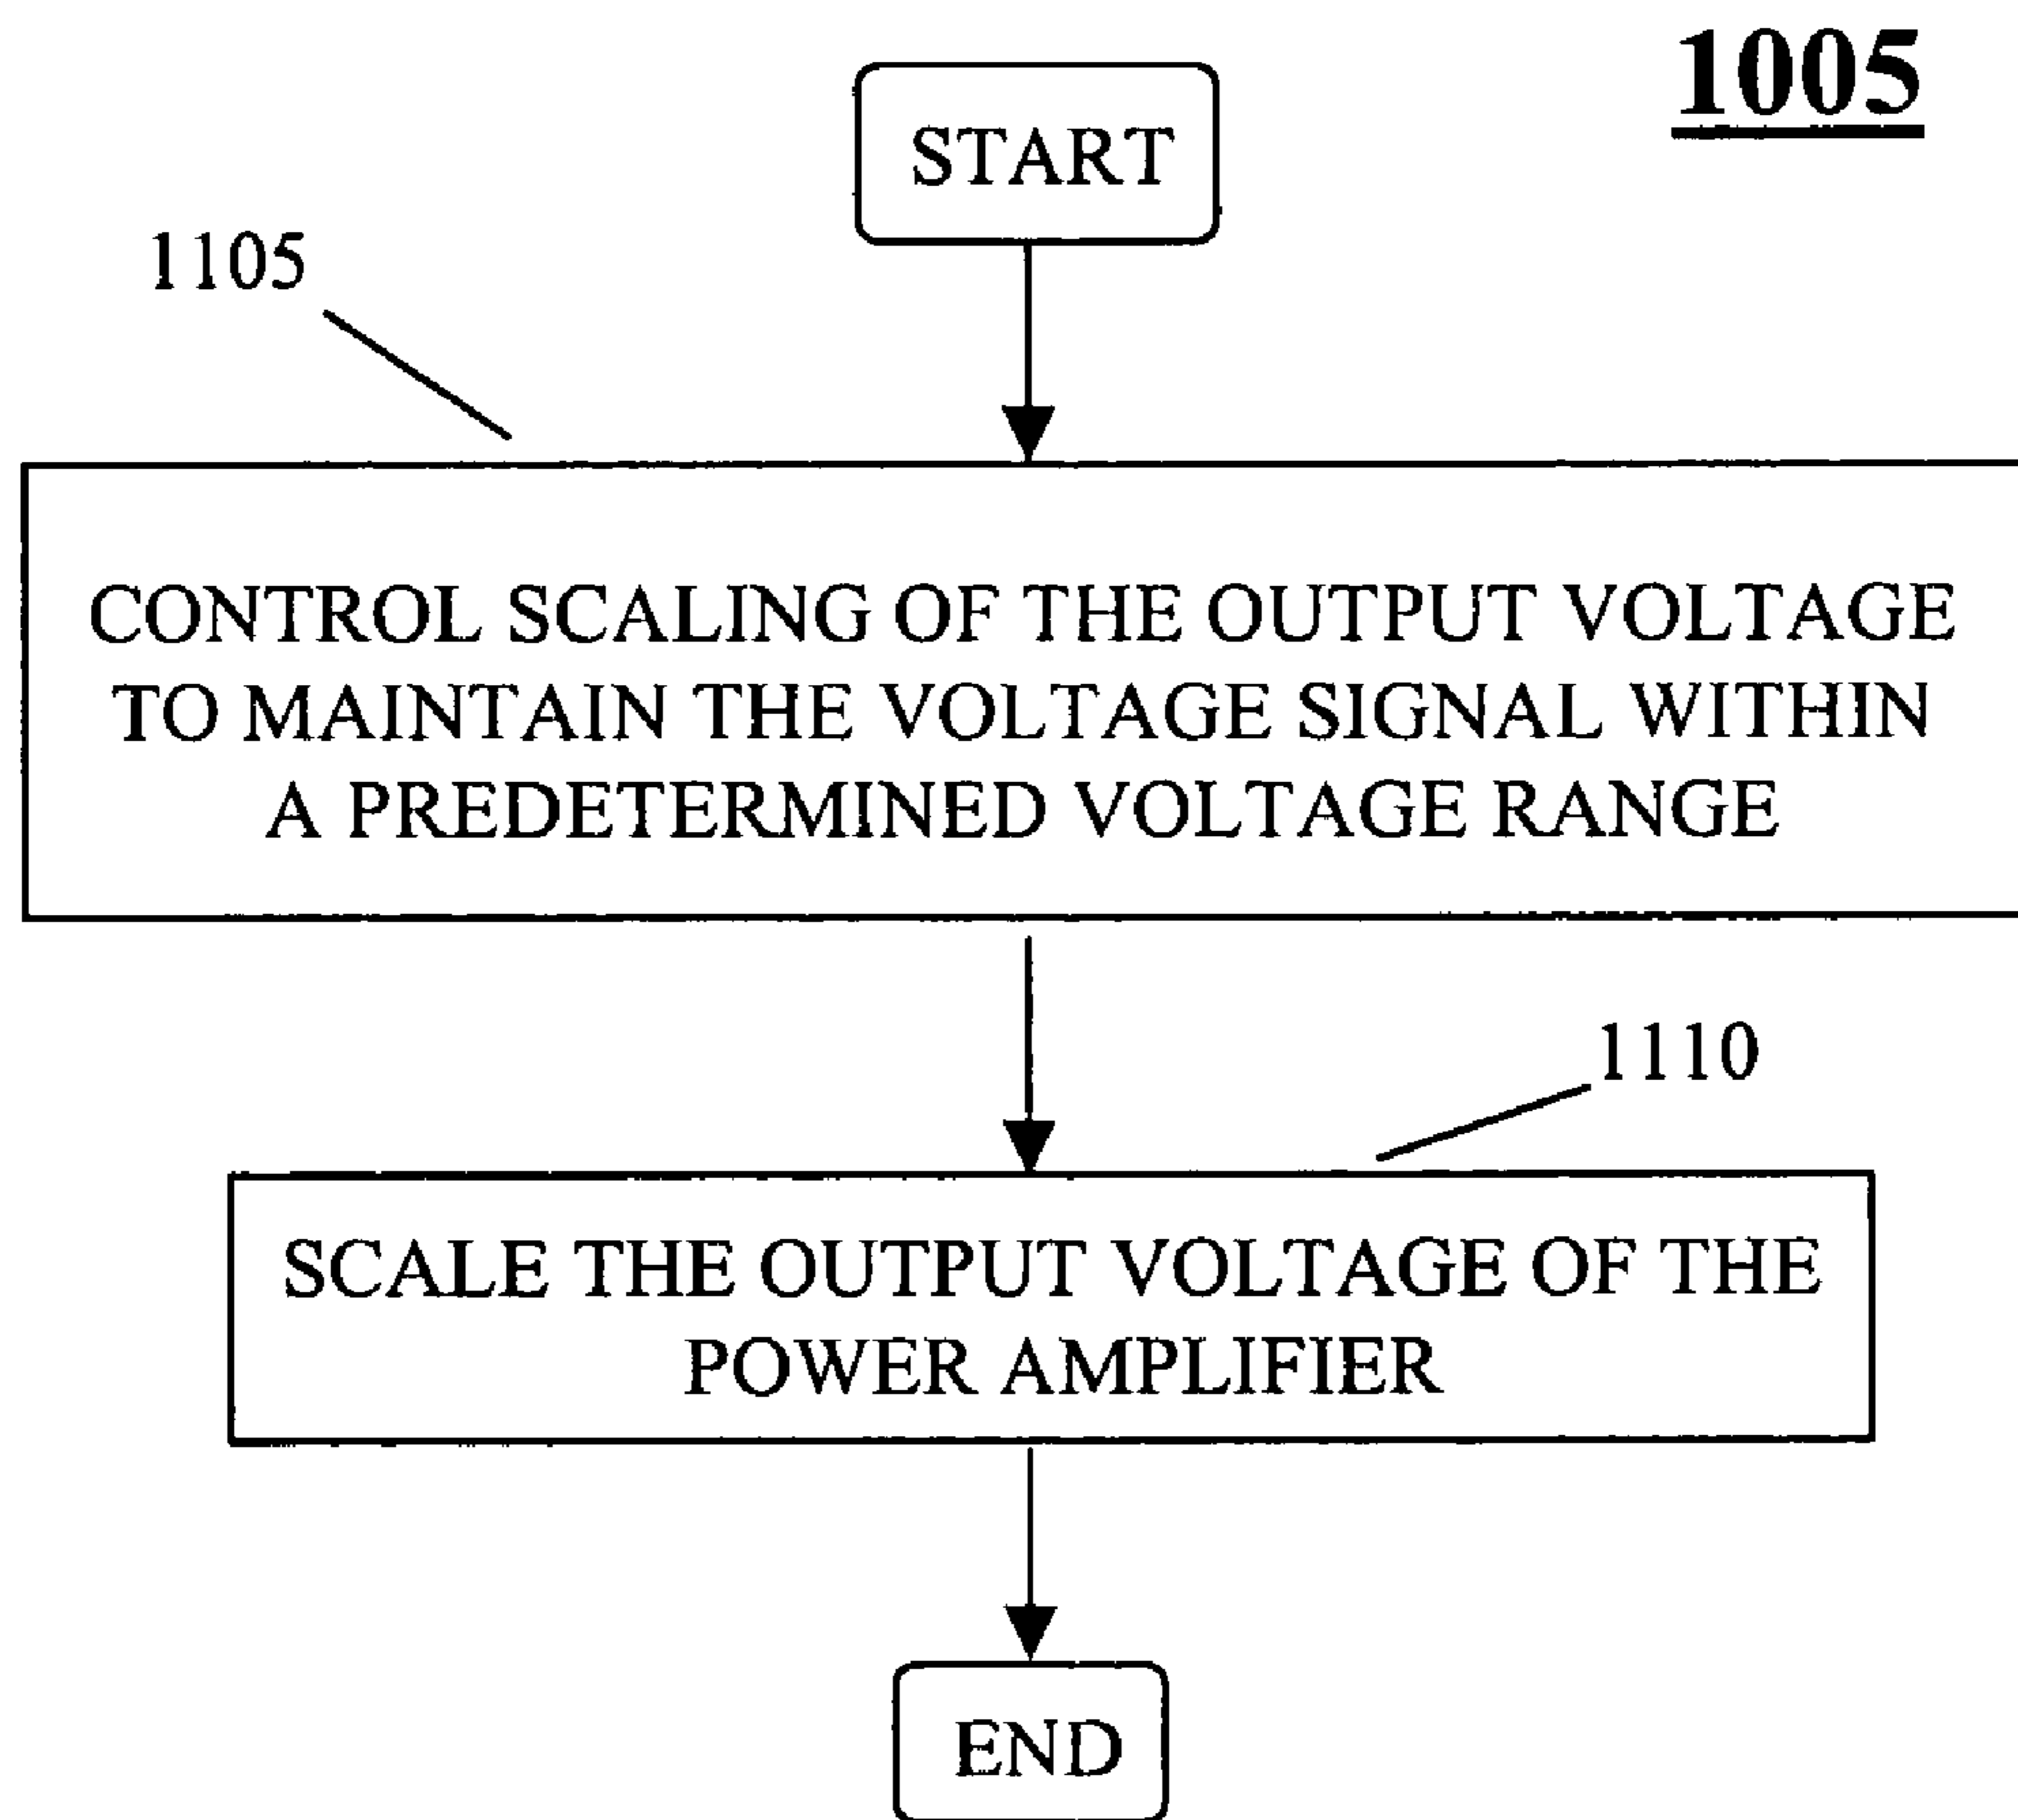 1005
START
1105
CONTROL SCALING OF THE OUTPUT VOLTAGE
TO MAINTAIN THE VOLTAGE SIGNAL WITHIN
A PREDETERMINED VOLTAGE RANGE
1110
SCALE THE OUTPUT VOLTAGE OF THE
POWER AMPLIFIER
END